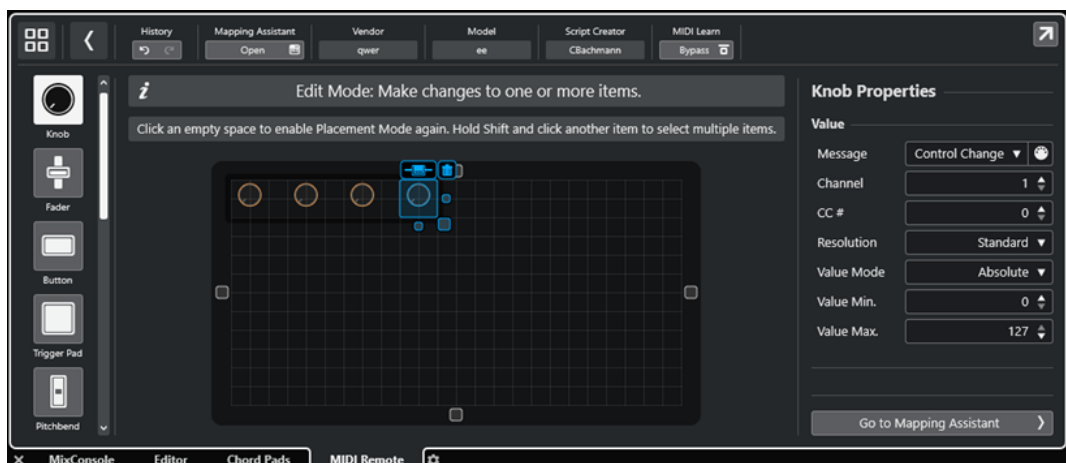 History
Mapping Assistant
Vendor
Model
Script Creator
MIDI Learn
Open
qwer
ee
CBachmann
Bypass
Knob
Fader
Button
Trigger Pad
Pitchbend
i
Edit Mode: Make changes to one or more items.
Click an empty space to enable Placement Mode again. Hold Shift and click another item to select multiple items.
Knob Properties
Value
Message Control Change
Channel 1
CC # 0
Resolution Standard
Value Mode Absolute
Value Min. 0
Value Max. 127
Go to Mapping Assistant
MixConsole Editor Chord Pads MIDI Remote